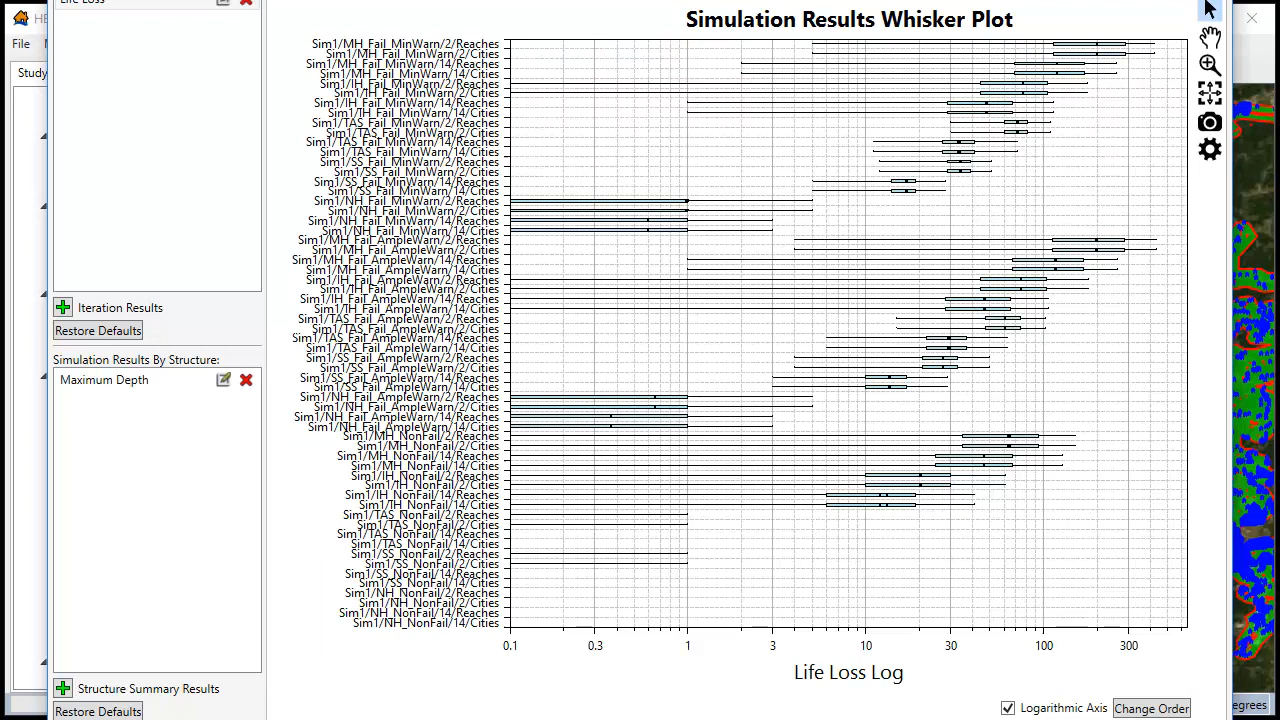 Life Loss
HE
File
Study
Simulation Results Whisker Plot
Sim1/MH_Fail_MinWarn/2/Reaches
Sim1/MH_Fail_MinWarn/2/Cities
Sim1/MH_Fail_MinWarn/14/Reaches
Sim1/MH_Fail_MinWarn/14/Cities
Sim1/IH_Fail_MinWarn/2/Reaches
Sim1/IH_Fail_MinWarn/2/Cities
Sim1/IH_Fail_MinWarn/14/Reaches
Sim1/IH_Fail_MinWarn/14/Cities
Sim1/TAS_Fail_MinWarn/2/Reaches
Sim1/TAS_Fail_MinWarn/2/Cities
Sim1/TAS_Fail_MinWarn/14/Reaches
Sim1/TAS_Fail_MinWarn/14/Cities
Sim1/SS_Fail_MinWarn/2/Reaches
Sim1/SS_Fail_MinWarn/2/Cities
Sim1/SS_Fail_MinWarn/14/Reaches
Sim1/SS_Fail_MinWarn/14/Cities
Sim1/NH_Fail_MinWarn/2/Reaches
Sim1/NH_Fail_MinWarn/2/Cities
Sim1/NH_Fail_MinWarn/14/Reaches
Sim1/NH_Fail_MinWarn/14/Cities
Sim1/MH_Fail_AmpleWarn/2/Reaches
Sim1/MH_Fail_AmpleWarn/2/Cities
Sim1/MH_Fail_AmpleWarn/14/Reaches
Sim1/MH_Fail_AmpleWarn/14/Cities
Sim1/IH_Fail_AmpleWarn/2/Reaches
Sim1/IH_Fail_AmpleWarn/2/Cities
Sim1/IH_Fail_AmpleWarn/14/Reaches
Sim1/IH_Fail_AmpleWarn/14/Cities
Sim1/TAS_Fail_AmpleWarn/2/Reaches
Sim1/TAS_Fail_AmpleWarn/2/Cities
Sim1/TAS_Fail_AmpleWarn/14/Reaches
Sim1/TAS_Fail_AmpleWarn/14/Cities
Sim1/SS_Fail_AmpleWarn/2/Reaches
Sim1/SS_Fail_AmpleWarn/2/Cities
Sim1/SS_Fail_AmpleWarn/14/Reaches
Sim1/SS_Fail_AmpleWarn/14/Cities
Sim1/NH_Fail_AmpleWarn/2/Reaches
Sim1/NH_Fail_AmpleWarn/2/Cities
Sim1/NH_Fail_AmpleWarn/14/Reaches
Sim1/NH_Fail_AmpleWarn/14/Cities
Sim1/MH_NonFail/2/Reaches
Sim1/MH_NonFail/2/Cities
Sim1/MH_NonFail/14/Reaches
Sim1/MH_NonFail/14/Cities
Sim1/IH_NonFail/2/Reaches
Sim1/IH_NonFail/2/Cities
Sim1/IH_NonFail/14/Reaches
Sim1/IH_NonFail/14/Cities
Sim1/TAS_NonFail/2/Reaches
Sim1/TAS_NonFail/2/Cities
Sim1/TAS_NonFail/14/Reaches
Sim1/TAS_NonFail/14/Cities
Sim1/SS_NonFail/2/Reaches
Sim1/SS_NonFail/2/Cities
Sim1/SS_NonFail/14/Reaches
Sim1/SS_NonFail/14/Cities
Sim1/NH_NonFail/2/Reaches
Sim1/NH_NonFail/2/Cities
Sim1/NH_NonFail/14/Reaches
Sim1/NH_NonFail/14/Cities
0.1 0.3 1 3 10 30 100 300
Life Loss Log
Iteration Results
Restore Defaults
Simulation Results By Structure:
Maximum Depth
Structure Summary Results
Restore Defaults
Logarithmic Axis
Change Order
egrees